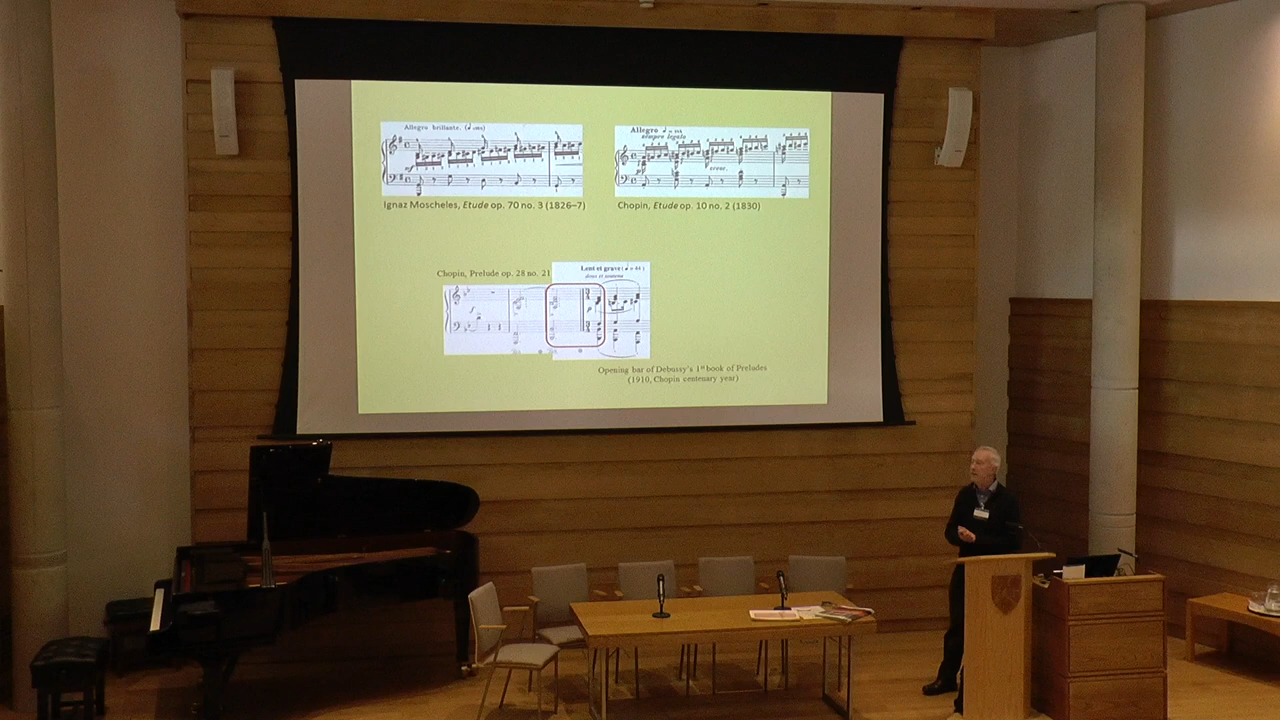 Allegro brillante.
Allegro
sempre legato
cresc.
Ignaz Moscheles, Etude op. 70 no. 3 (1826–7)
Chopin, Etude op. 10 no. 2 (1830)
Chopin, Prelude op. 28 no. 21
Lent et grave (♩ = 44)
doux et soutenu
f
p
Opening bar of Debussy's 1st book of Preludes
(1910, Chopin centenary year)